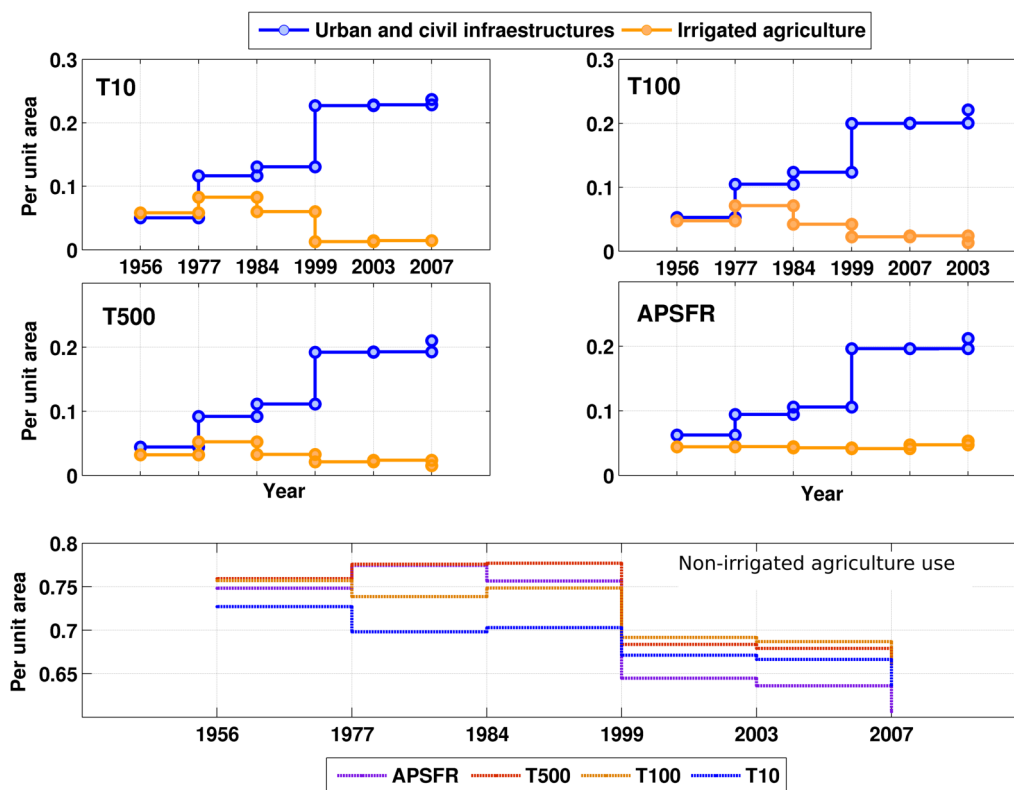 Urban and civil infraestructures Irrigated agriculture
0.3
0.2
0.1
0
Per unit area
T10
1956 1977 1984 1999 2003 2007
0.3
0.2
0.1
0
T100
1956 1977 1984 1999 2007 2003
0.2
0.1
0
Per unit area
T500
Year
0.2
0.1
0
APSFR
Year
0.8
0.75
0.7
0.65
Per unit area
Non-irrigated agriculture use
1956 1977 1984 1999 2003 2007
APSFR T500 T100 T10